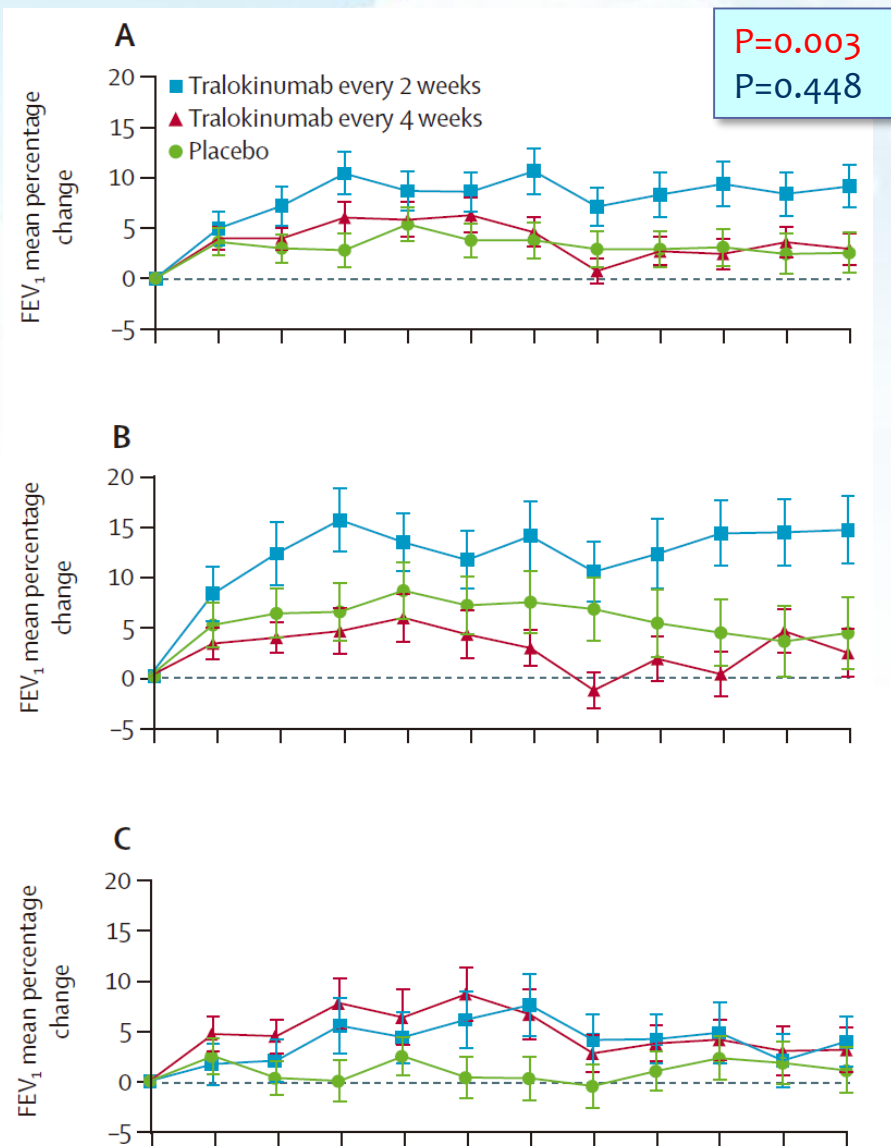 A
P=0.003
P=0.448
FEV₁ mean percentage
change
20
15
10
5
0
–5
Tralokinumab every 2 weeks
Tralokinumab every 4 weeks
Placebo
B
FEV₁ mean percentage
change
20
15
10
5
0
–5
C
FEV₁ mean percentage
change
20
15
10
5
0
–5